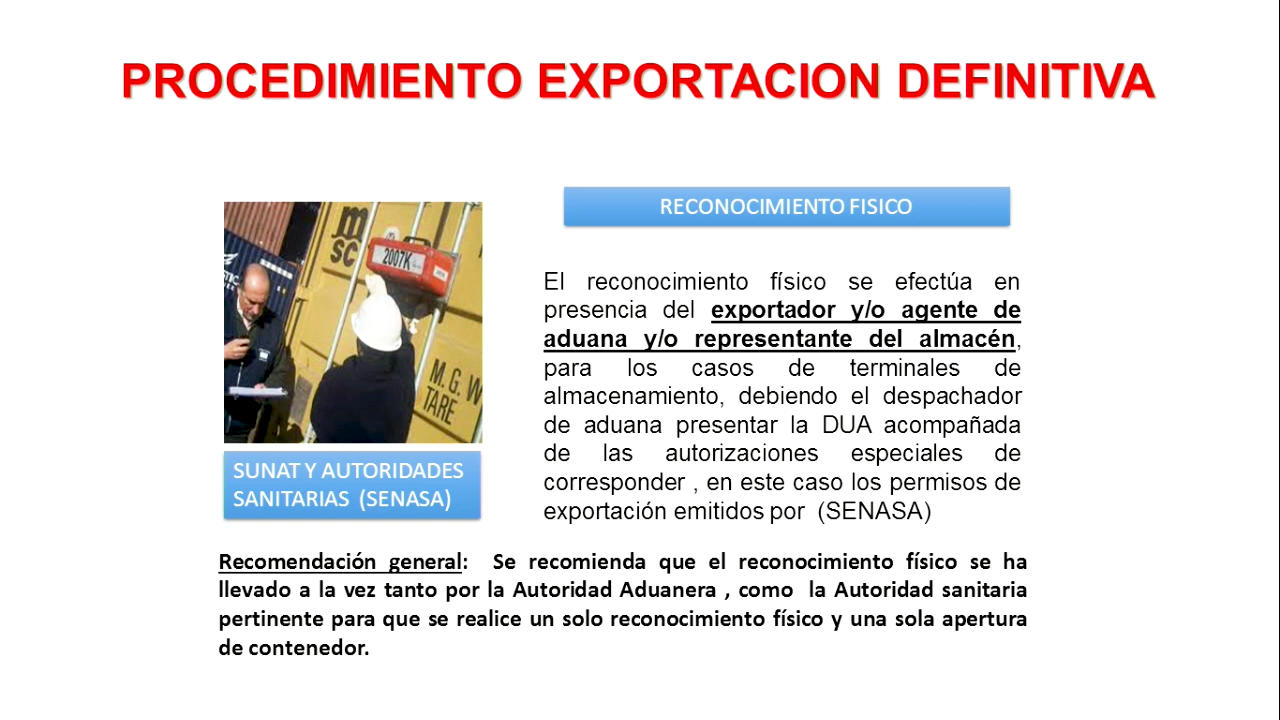 PROCEDIMIENTO EXPORTACION DEFINITIVA
RECONOCIMIENTO FISICO
msc
2007K
M. G. W
TARE
SUNAT Y AUTORIDADES
SANITARIAS (SENASA)
El reconocimiento físico se efectúa en
presencia del exportador y/o agente de
aduana y/o representante del almacén,
para los casos de terminales de
almacenamiento, debiendo el despachador
de aduana presentar la DUA acompañada
de las autorizaciones especiales de
corresponder , en este caso los permisos de
exportación emitidos por (SENASA)
Recomendación general: Se recomienda que el reconocimiento físico se ha
llevado a la vez tanto por la Autoridad Aduanera , como la Autoridad sanitaria
pertinente para que se realice un solo reconocimiento físico y una sola apertura
de contenedor.